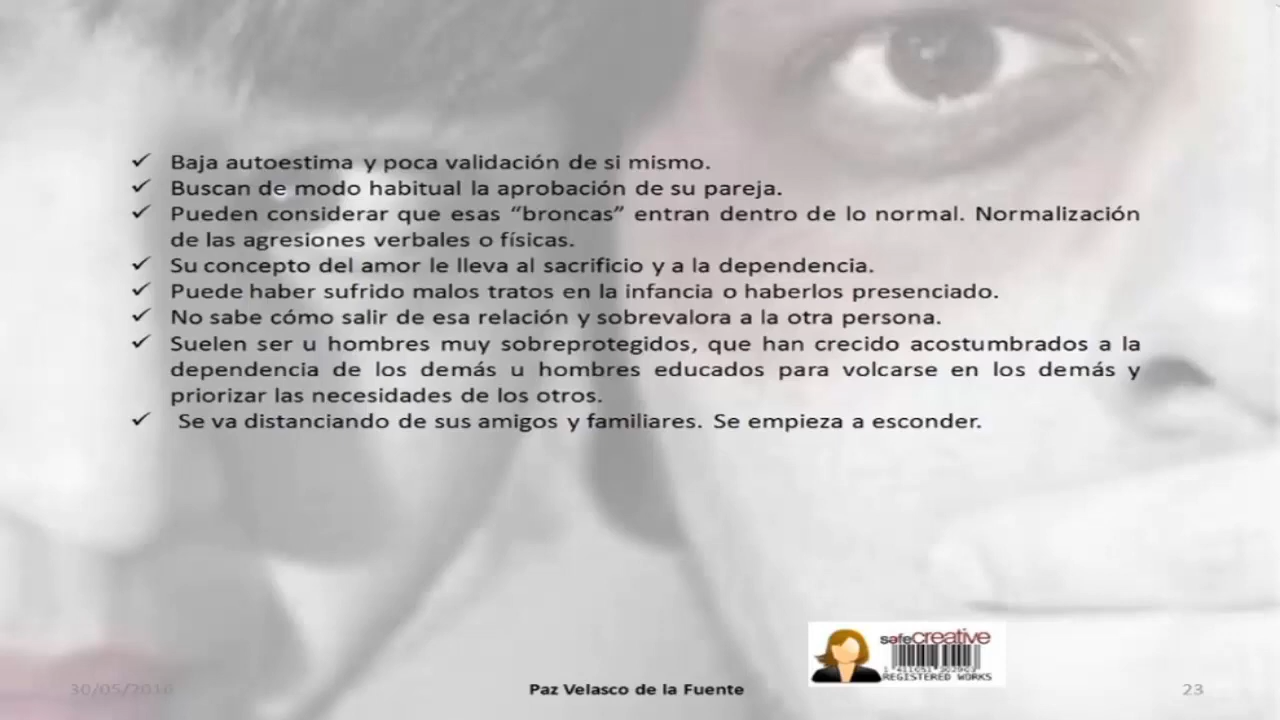 ✓ Baja autoestima y poca validación de si mismo.
✓ Buscan de modo habitual la aprobación de su pareja.
✓ Pueden considerar que esas “broncas” entran dentro de lo normal. Normalización
de las agresiones verbales o físicas.
✓ Su concepto del amor le lleva al sacrificio y a la dependencia.
✓ Puede haber sufrido malos tratos en la infancia o haberlos presenciado.
✓ No sabe cómo salir de esa relación y sobrevalora a la otra persona.
✓ Suelen ser u hombres muy sobreprotegidos, que han crecido acostumbrados a la
dependencia de los demás u hombres educados para volcarse en los demás y
priorizar las necesidades de los otros.
✓ Se va distanciando de sus amigos y familiares. Se empieza a esconder.
safecreative
REGISTERED WORKS
30/05/2016
Paz Velasco de la Fuente
23